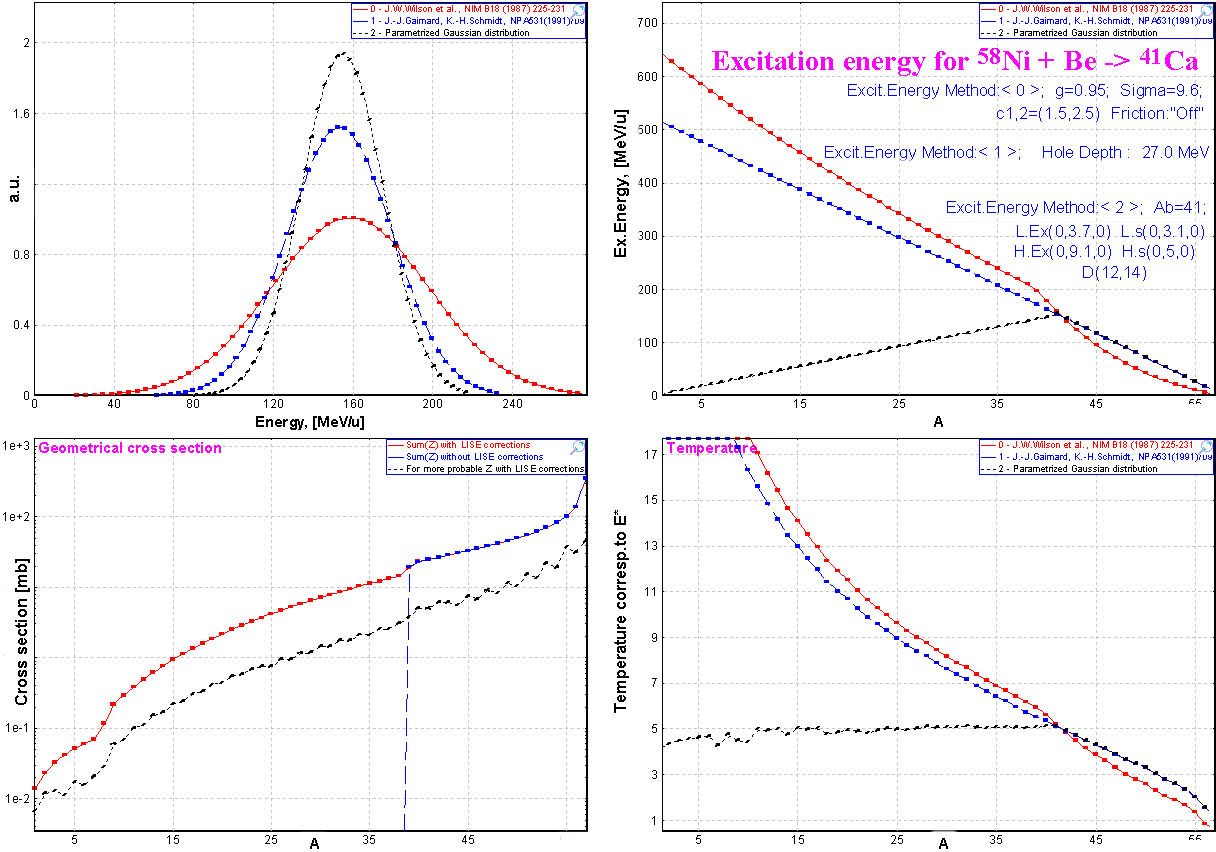 0 - J.W.Wilson et al., NIM B18 (1987) 225-231
1 - J.-J.Gaimard, K.-H.Schmidt, NPA531(1991)709
2 - Parametrized Gaussian distribution
2
1.6
1.2
0.8
0.4
0
a.u.
0 40 80 120 160 200 240
Energy, [MeV/u]
0 - J.W.Wilson et al., NIM B18 (1987) 225-231
1 - J.-J.Gaimard, K.-H.Schmidt, NPA531(1991)709
2 - Parametrized Gaussian distribution
Excitation energy for 58Ni + Be -> 41Ca
Excit.Energy Method:< 0 >; g=0.95; Sigma=9.6;
c1,2=(1.5,2.5) Friction:"Off"
Excit.Energy Method:< 1 >; Hole Depth : 27.0 MeV
Excit.Energy Method:< 2 >; Ab=41;
L.Ex(0,3.7,0) L.s(0,3.1,0)
H.Ex(0,9.1,0) H.s(0,5,0)
D(12,14)
700
600
500
400
300
200
100
0
Ex.Energy, [MeV/u]
5 15 25 35 45 55
A
Geometrical cross section
Sum(Z) with LISE corrections
Sum(Z) without LISE corrections
For more probable Z with LISE corrections
1e+3
1e+2
1e-1
1e-2
Cross section [mb]
5 15 25 35 45
A
Temperature
0 - J.W.Wilson et al., NIM B18 (1987) 225-231
1 - J.-J.Gaimard, K.-H.Schmidt, NPA531(1991)709
2 - Parametrized Gaussian distribution
17
15
13
11
9
7
5
3
1
Temperature corresp.to E*
5 15 25 35 45 55
A